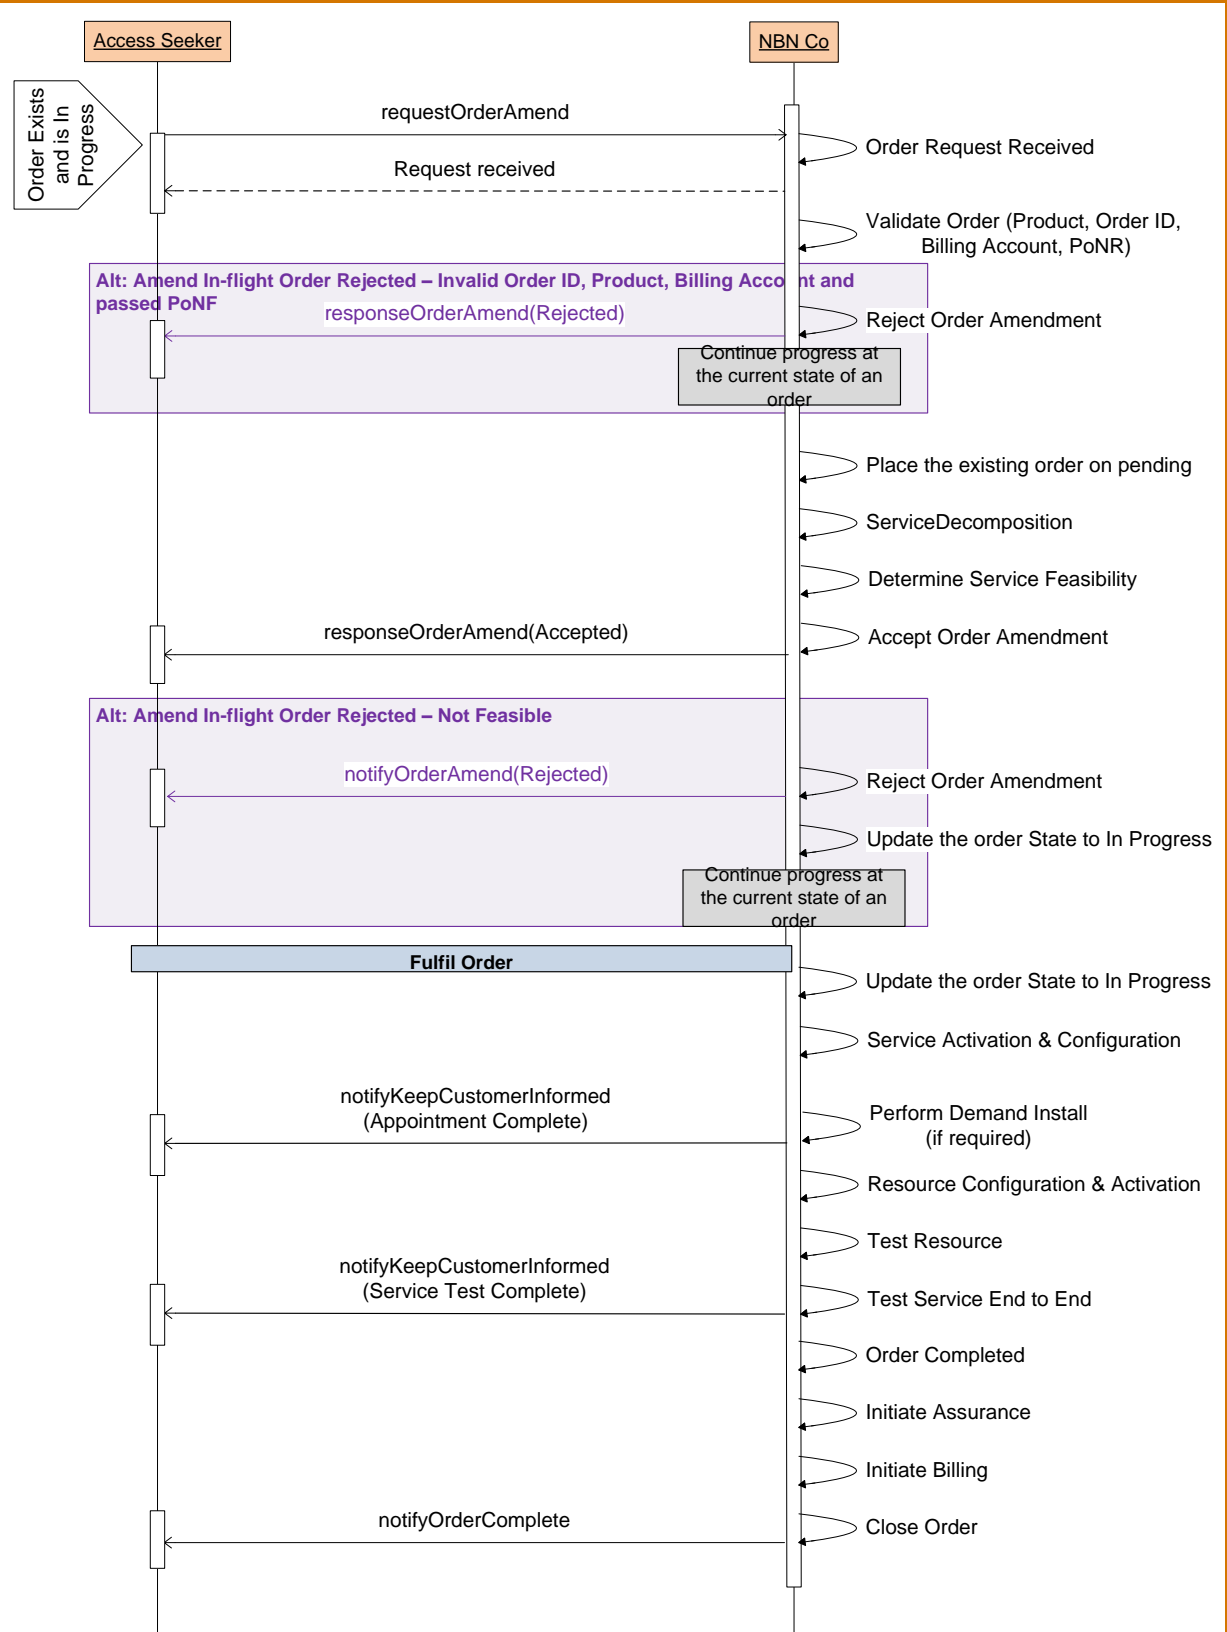 Access Seeker
NBN Co
Order Exists
and is In
Progress
requestOrderAmend
Order Request Received
Request received
Validate Order (Product, Order ID,
Billing Account, PoNR)
Alt: Amend In-flight Order Rejected – Invalid Order ID, Product, Billing Account and
passed PoNF
responseOrderAmend(Rejected)
Reject Order Amendment
Continue progress at
the current state of an
order
Place the existing order on pending
ServiceDecomposition
Determine Service Feasibility
responseOrderAmend(Accepted)
Accept Order Amendment
Alt: Amend In-flight Order Rejected – Not Feasible
notifyOrderAmend(Rejected)
Reject Order Amendment
Update the order State to In Progress
Continue progress at
the current state of an
order
Fulfil Order
Update the order State to In Progress
Service Activation & Configuration
notifyKeepCustomerInformed
(Appointment Complete)
Perform Demand Install
(if required)
Resource Configuration & Activation
Test Resource
notifyKeepCustomerInformed
(Service Test Complete)
Test Service End to End
Order Completed
Initiate Assurance
Initiate Billing
notifyOrderComplete
Close Order